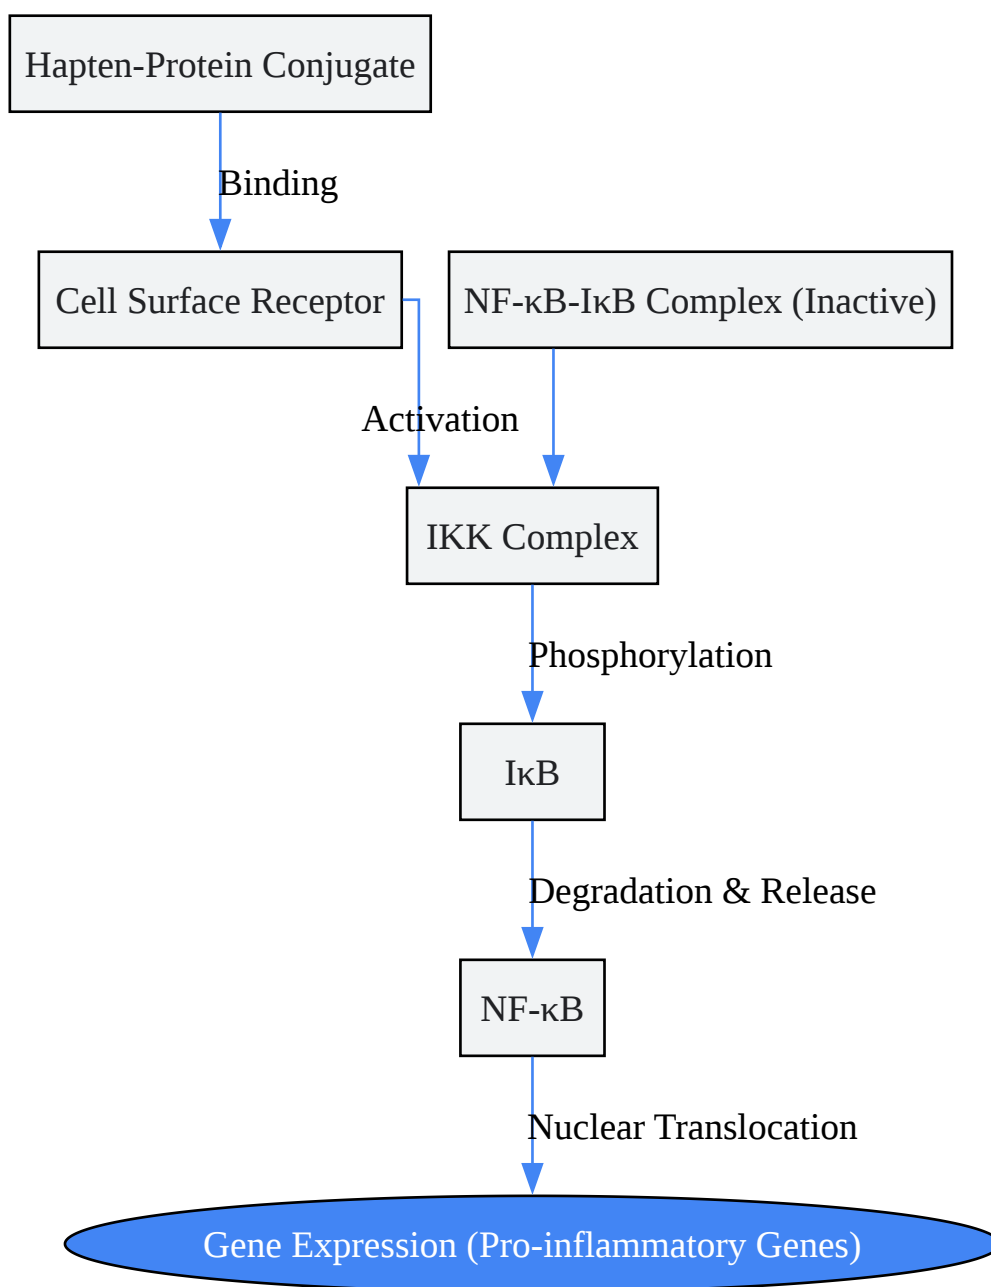 Hapten-Protein Conjugate
Binding
Cell Surface Receptor
NF-κB-IκB Complex (Inactive)
Activation
IKK Complex
Phosphorylation
IκB
Degradation & Release
NF-κB
Nuclear Translocation
Gene Expression (Pro-inflammatory Genes)